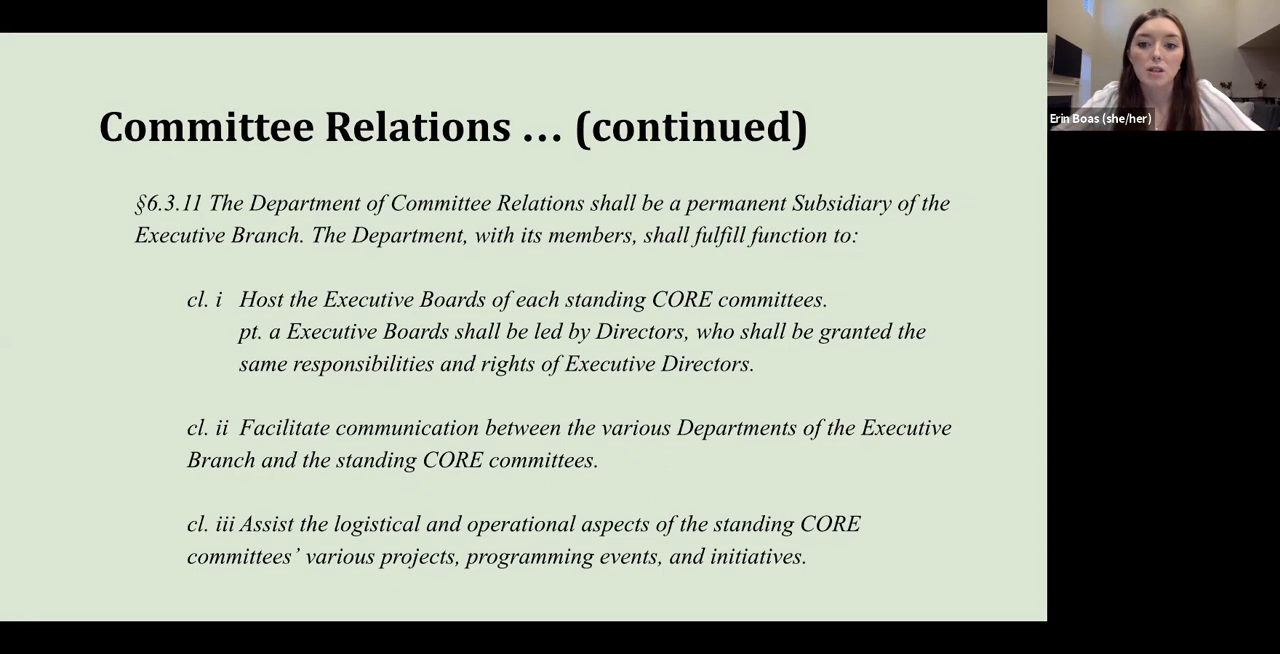 Committee Relations ... (continued)
§6.3.11 The Department of Committee Relations shall be a permanent Subsidiary of the
Executive Branch. The Department, with its members, shall fulfill function to:
cl. i Host the Executive Boards of each standing CORE committees.
pt. a Executive Boards shall be led by Directors, who shall be granted the
same responsibilities and rights of Executive Directors.
cl. ii Facilitate communication between the various Departments of the Executive
Branch and the standing CORE committees.
cl. iii Assist the logistical and operational aspects of the standing CORE
committees’ various projects, programming events, and initiatives.
Erin Boas (she/her)